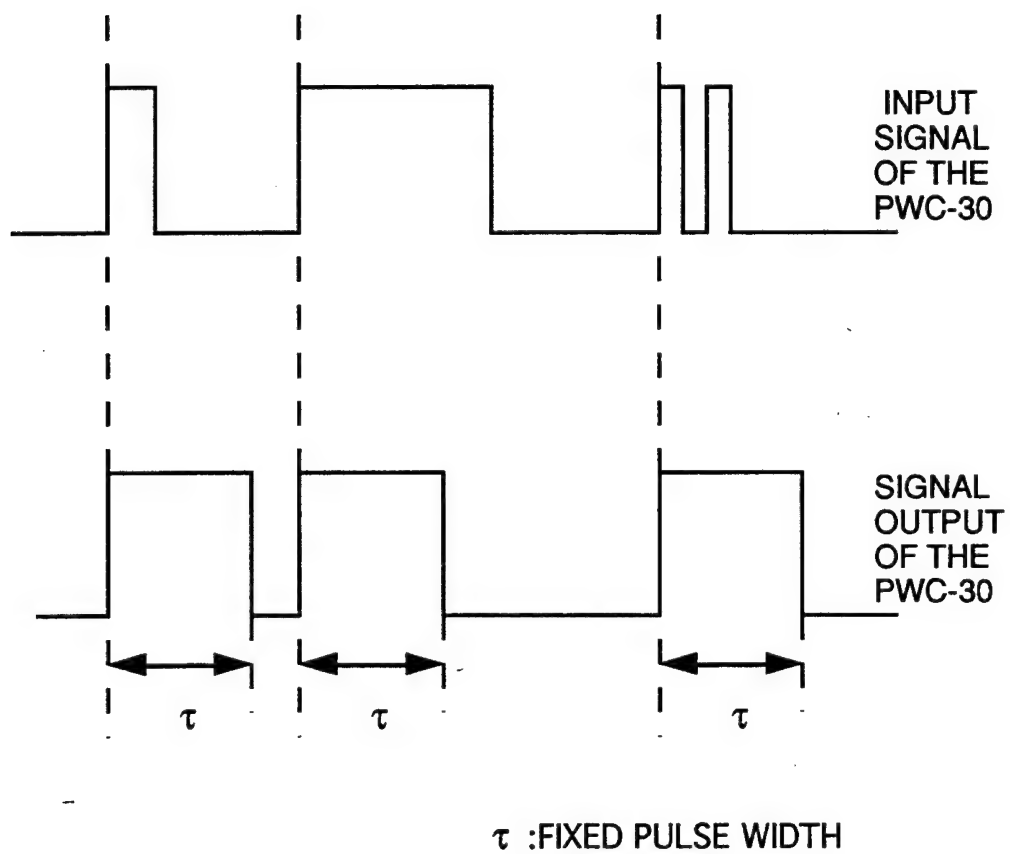 INPUT
SIGNAL
OF THE
PWC-30
SIGNAL
OUTPUT
OF THE
PWC-30
τ
τ
τ
τ :FIXED PULSE WIDTH